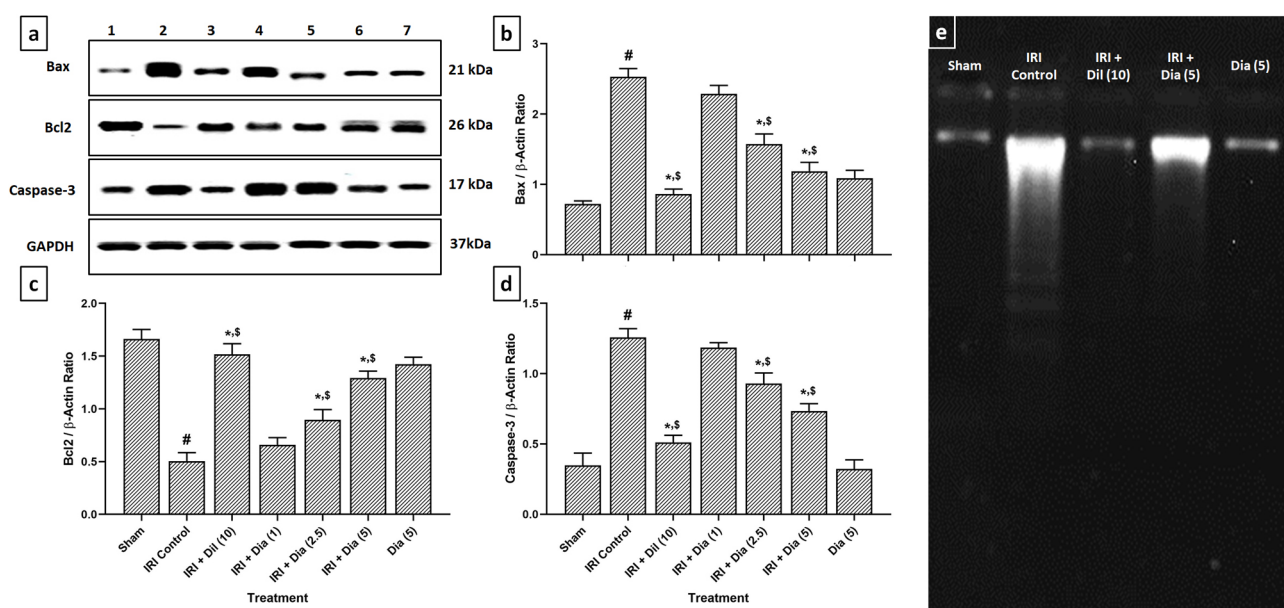 a
1 2 3 4 5 6 7
Bax
21 kDa
Bcl2
26 kDa
Caspase-3
17 kDa
GAPDH
37kDa
b
Bax / β-Actin Ratio
3
2
1
0
#
*,$
*,$
*,$
c
Bcl2 / β-Actin Ratio
2.0
1.5
1.0
0.5
0.0
#
*,$
*,$
*,$
Sham
IRI Control
IRI + Dil (10)
IRI + Dia (1)
IRI + Dia (2.5)
IRI + Dia (5)
Dia (5)
Treatment
d
Caspase-3 / β-Actin Ratio
1.5
1.0
0.5
0.0
#
*,$
*,$
*,$
Sham
IRI Control
IRI + Dil (10)
IRI + Dia (1)
IRI + Dia (2.5)
IRI + Dia (5)
Dia (5)
Treatment
e
Sham
IRI
Control
IRI +
Dil (10)
IRI +
Dia (5)
Dia (5)